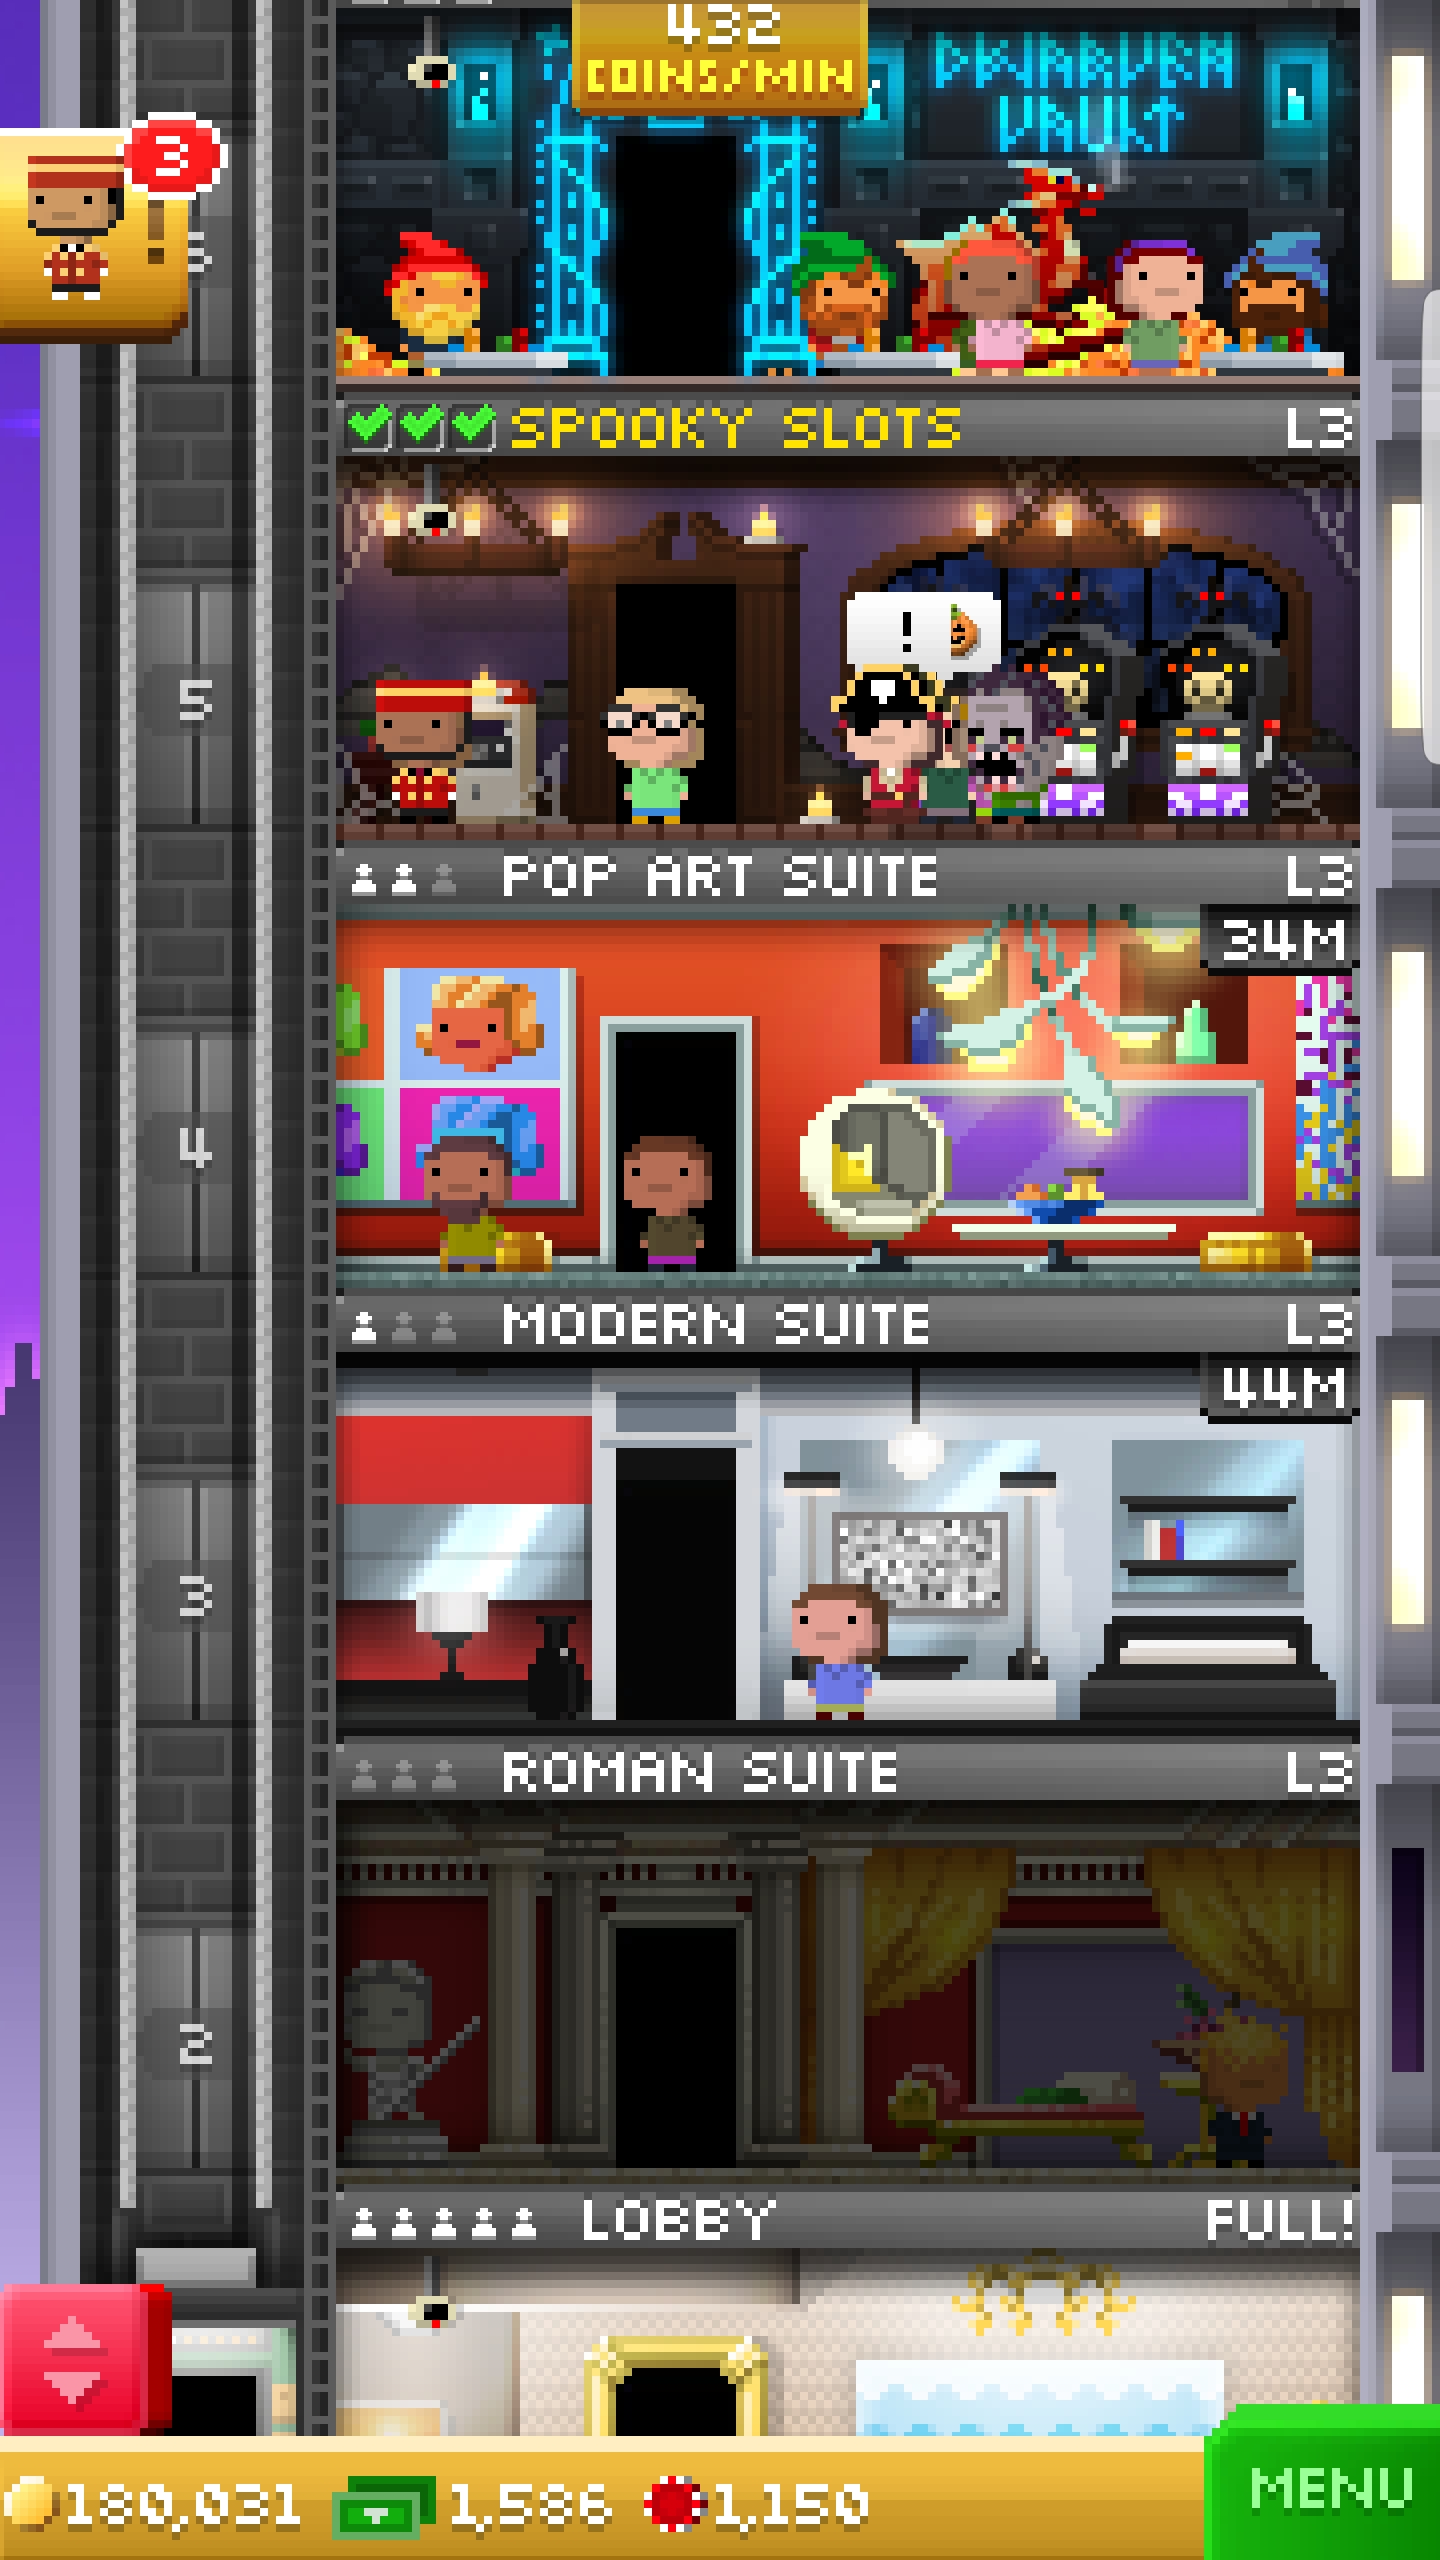 432
COINS/MIN
DWARVEN
VAULT
3
!
SPOOKY SLOTS L3
!
5
POP ART SUITE L3
34M
4
MODERN SUITE L3
44M
3
ROMAN SUITE L3
2
LOBBY FULL!
180,031 1,586 1,150
MENU